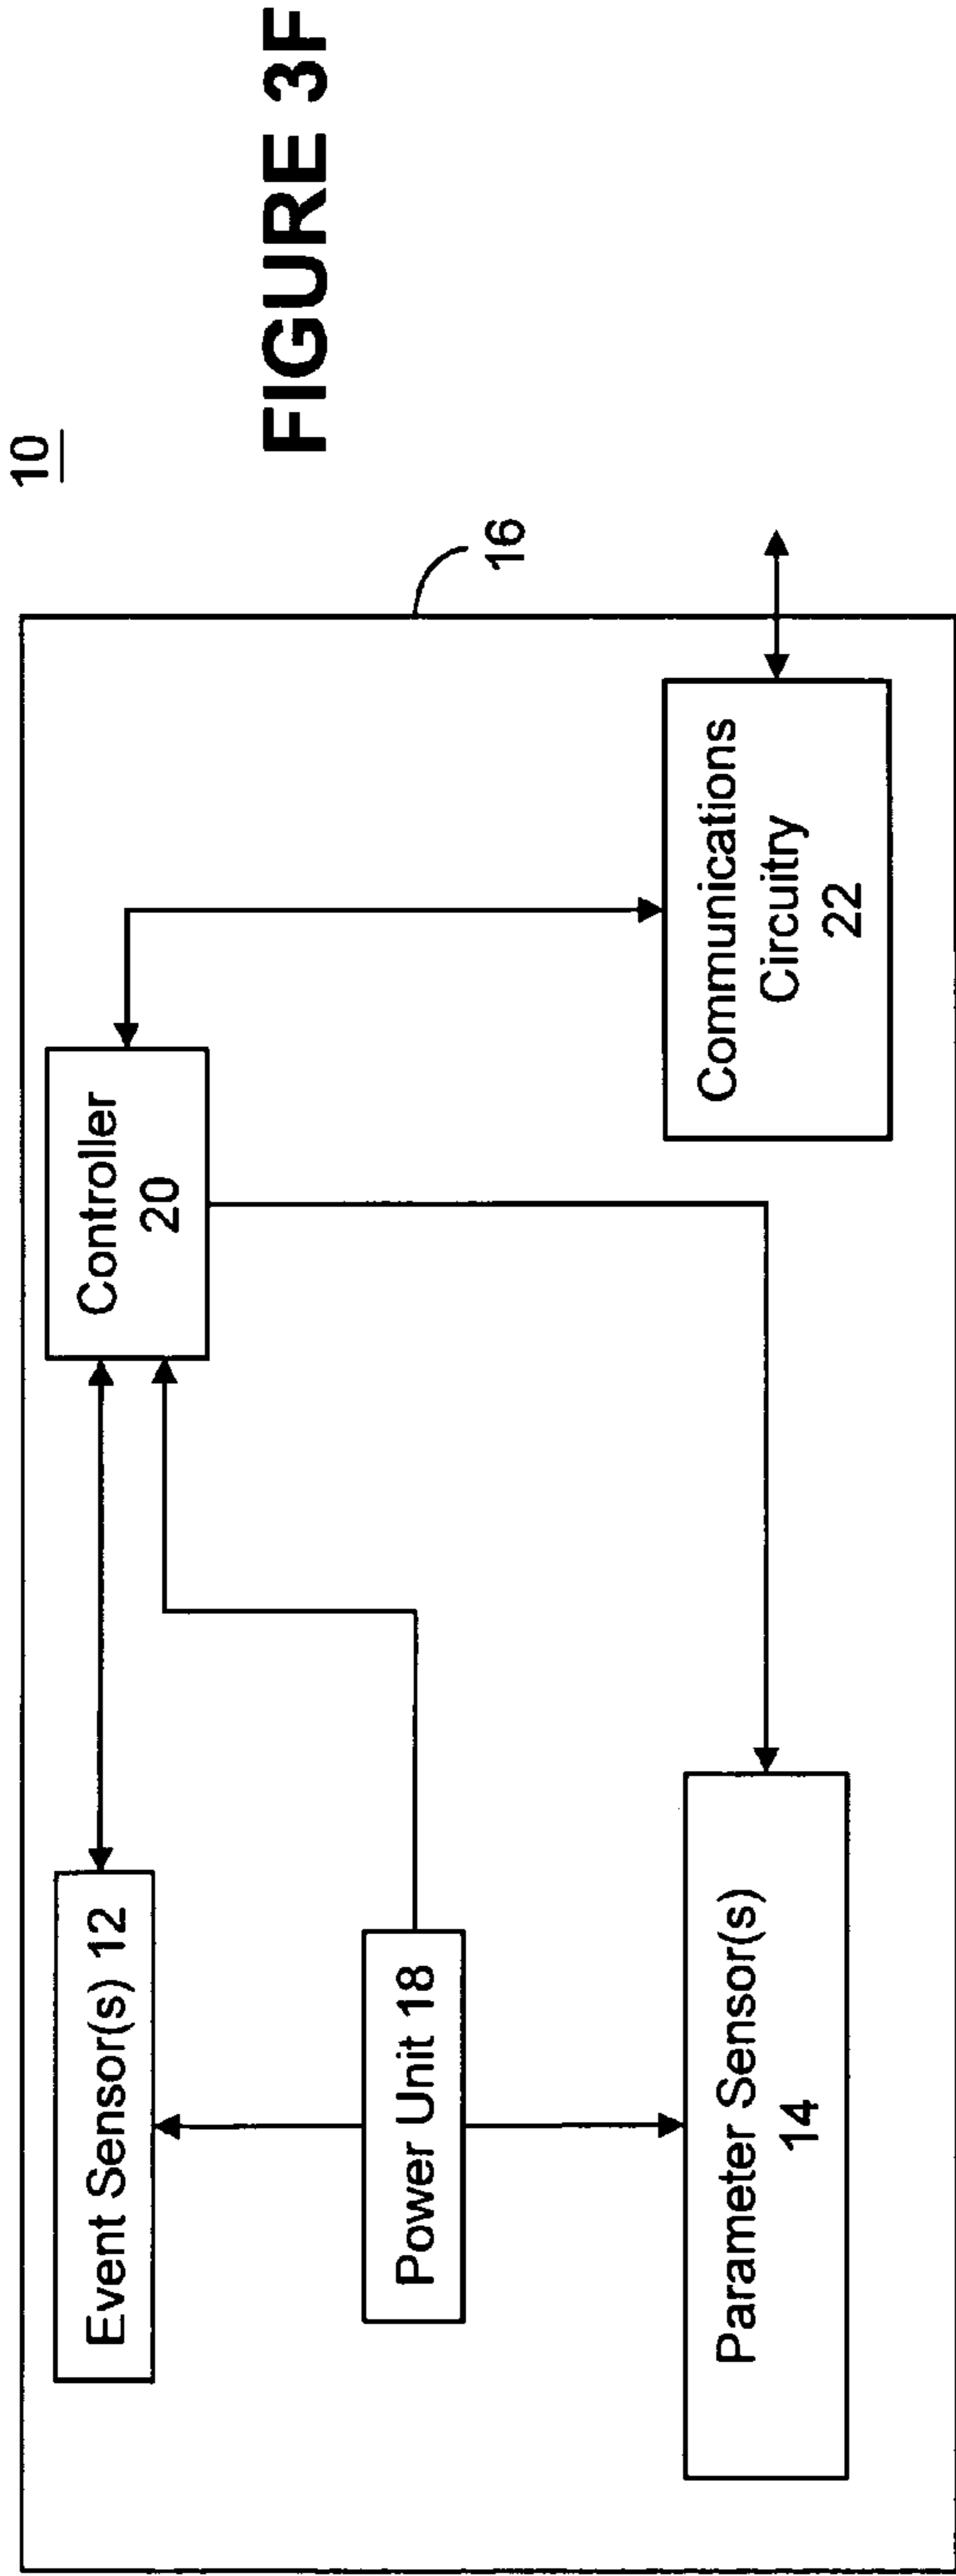 10
Event Sensor(s) 12
Controller
20
16
Power Unit 18
Parameter Sensor(s)
14
Communications
Circuitry
22
FIGURE 3F